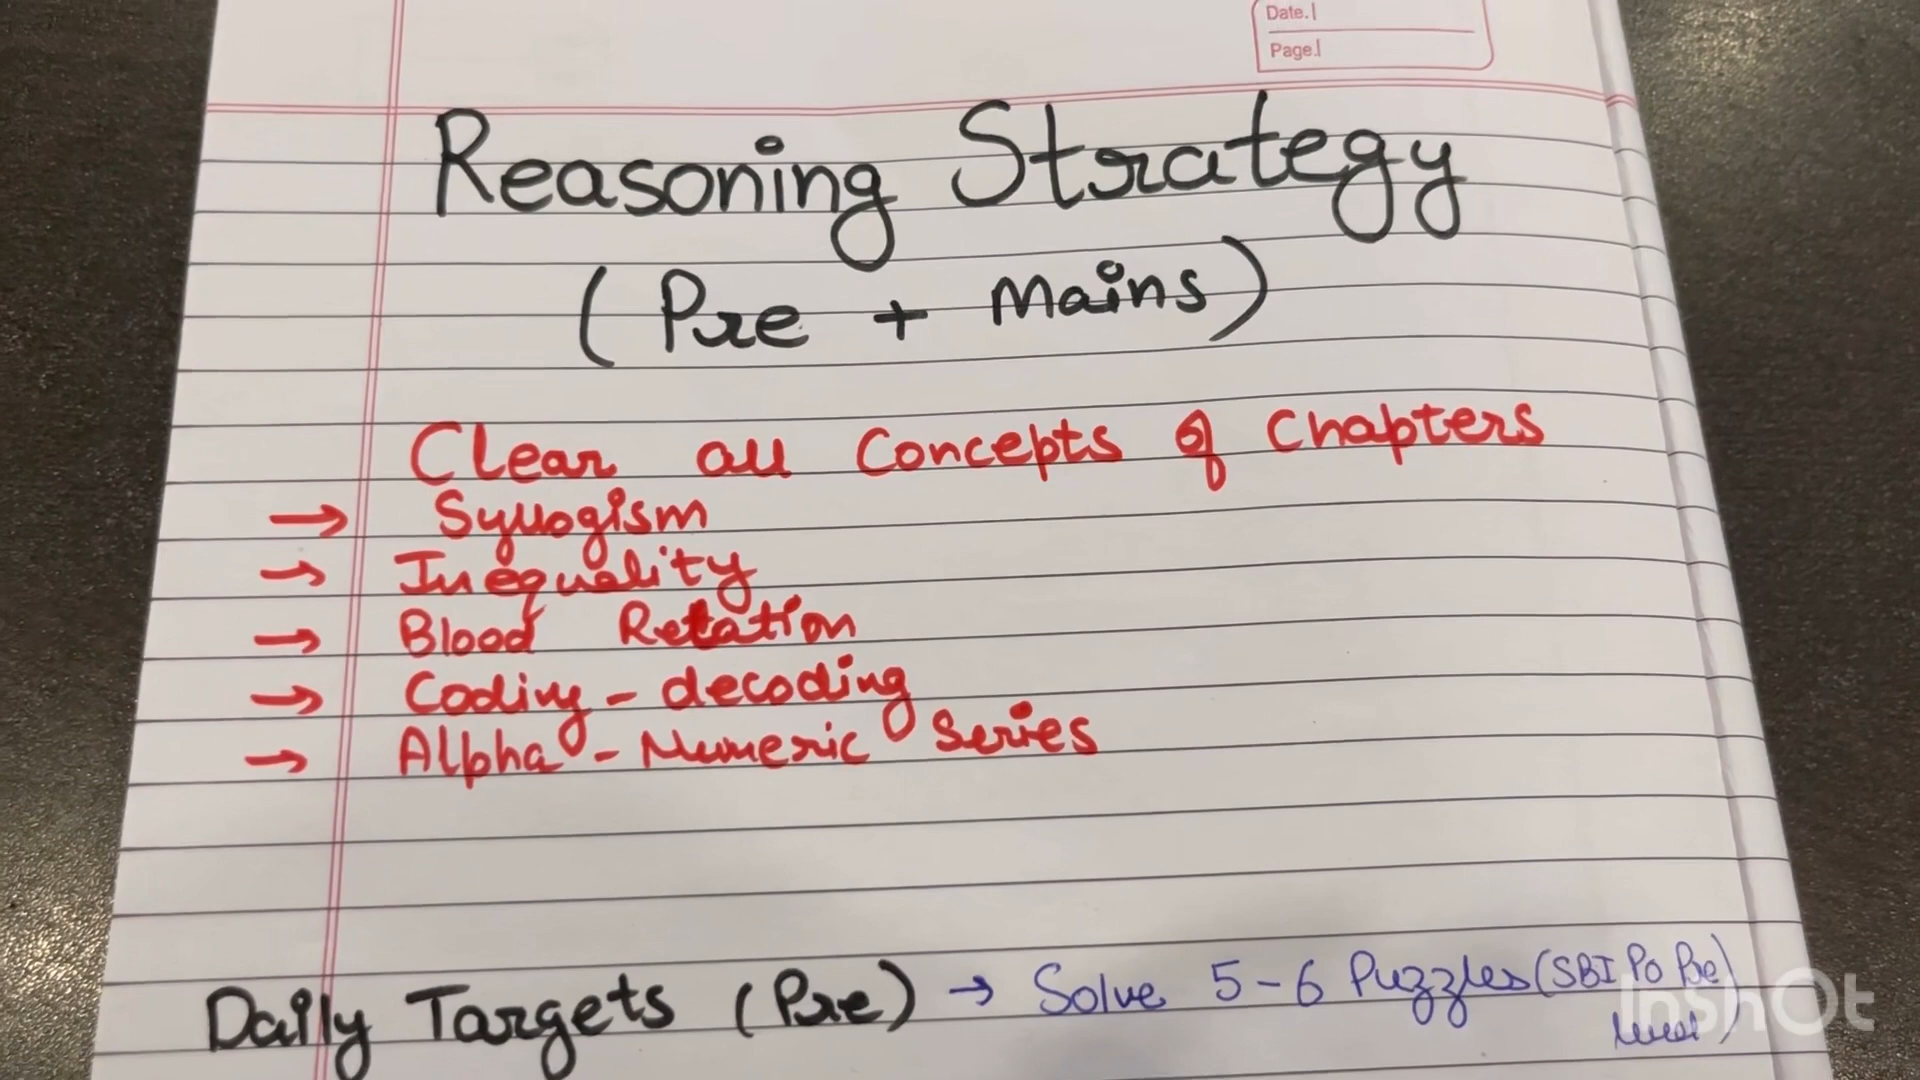 Date.
Page.
Reasoning Strategy
(Pre + Mains)
Clear all Concepts of Chapters
→ Syllogism
→ Inequality
→ Blood Relation
→ Coding - decoding
→ Alpha - Numeric Series
Daily Targets (Pre) → Solve 5-6 Puzzles (SBI PO Pre
level)
InShOt